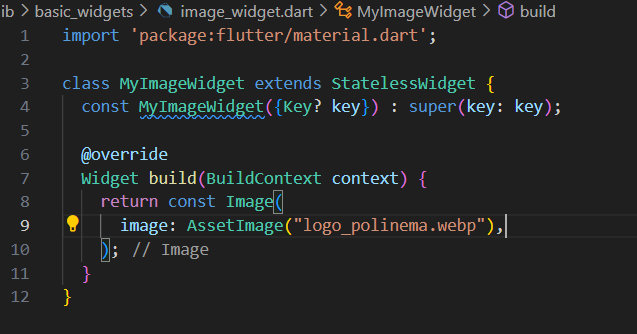 ib > basic_widgets > image_widget.dart > MyImageWidget > build
1 import 'package:flutter/material.dart';
2
3 class MyImageWidget extends StatelessWidget {
4 const MyImageWidget({Key? key}) : super(key: key);
5
6 @override
7 Widget build(BuildContext context) {
8 return const Image(
9 image: AssetImage("logo_polinema.webp"),
10 ); // Image
11 }
12 }